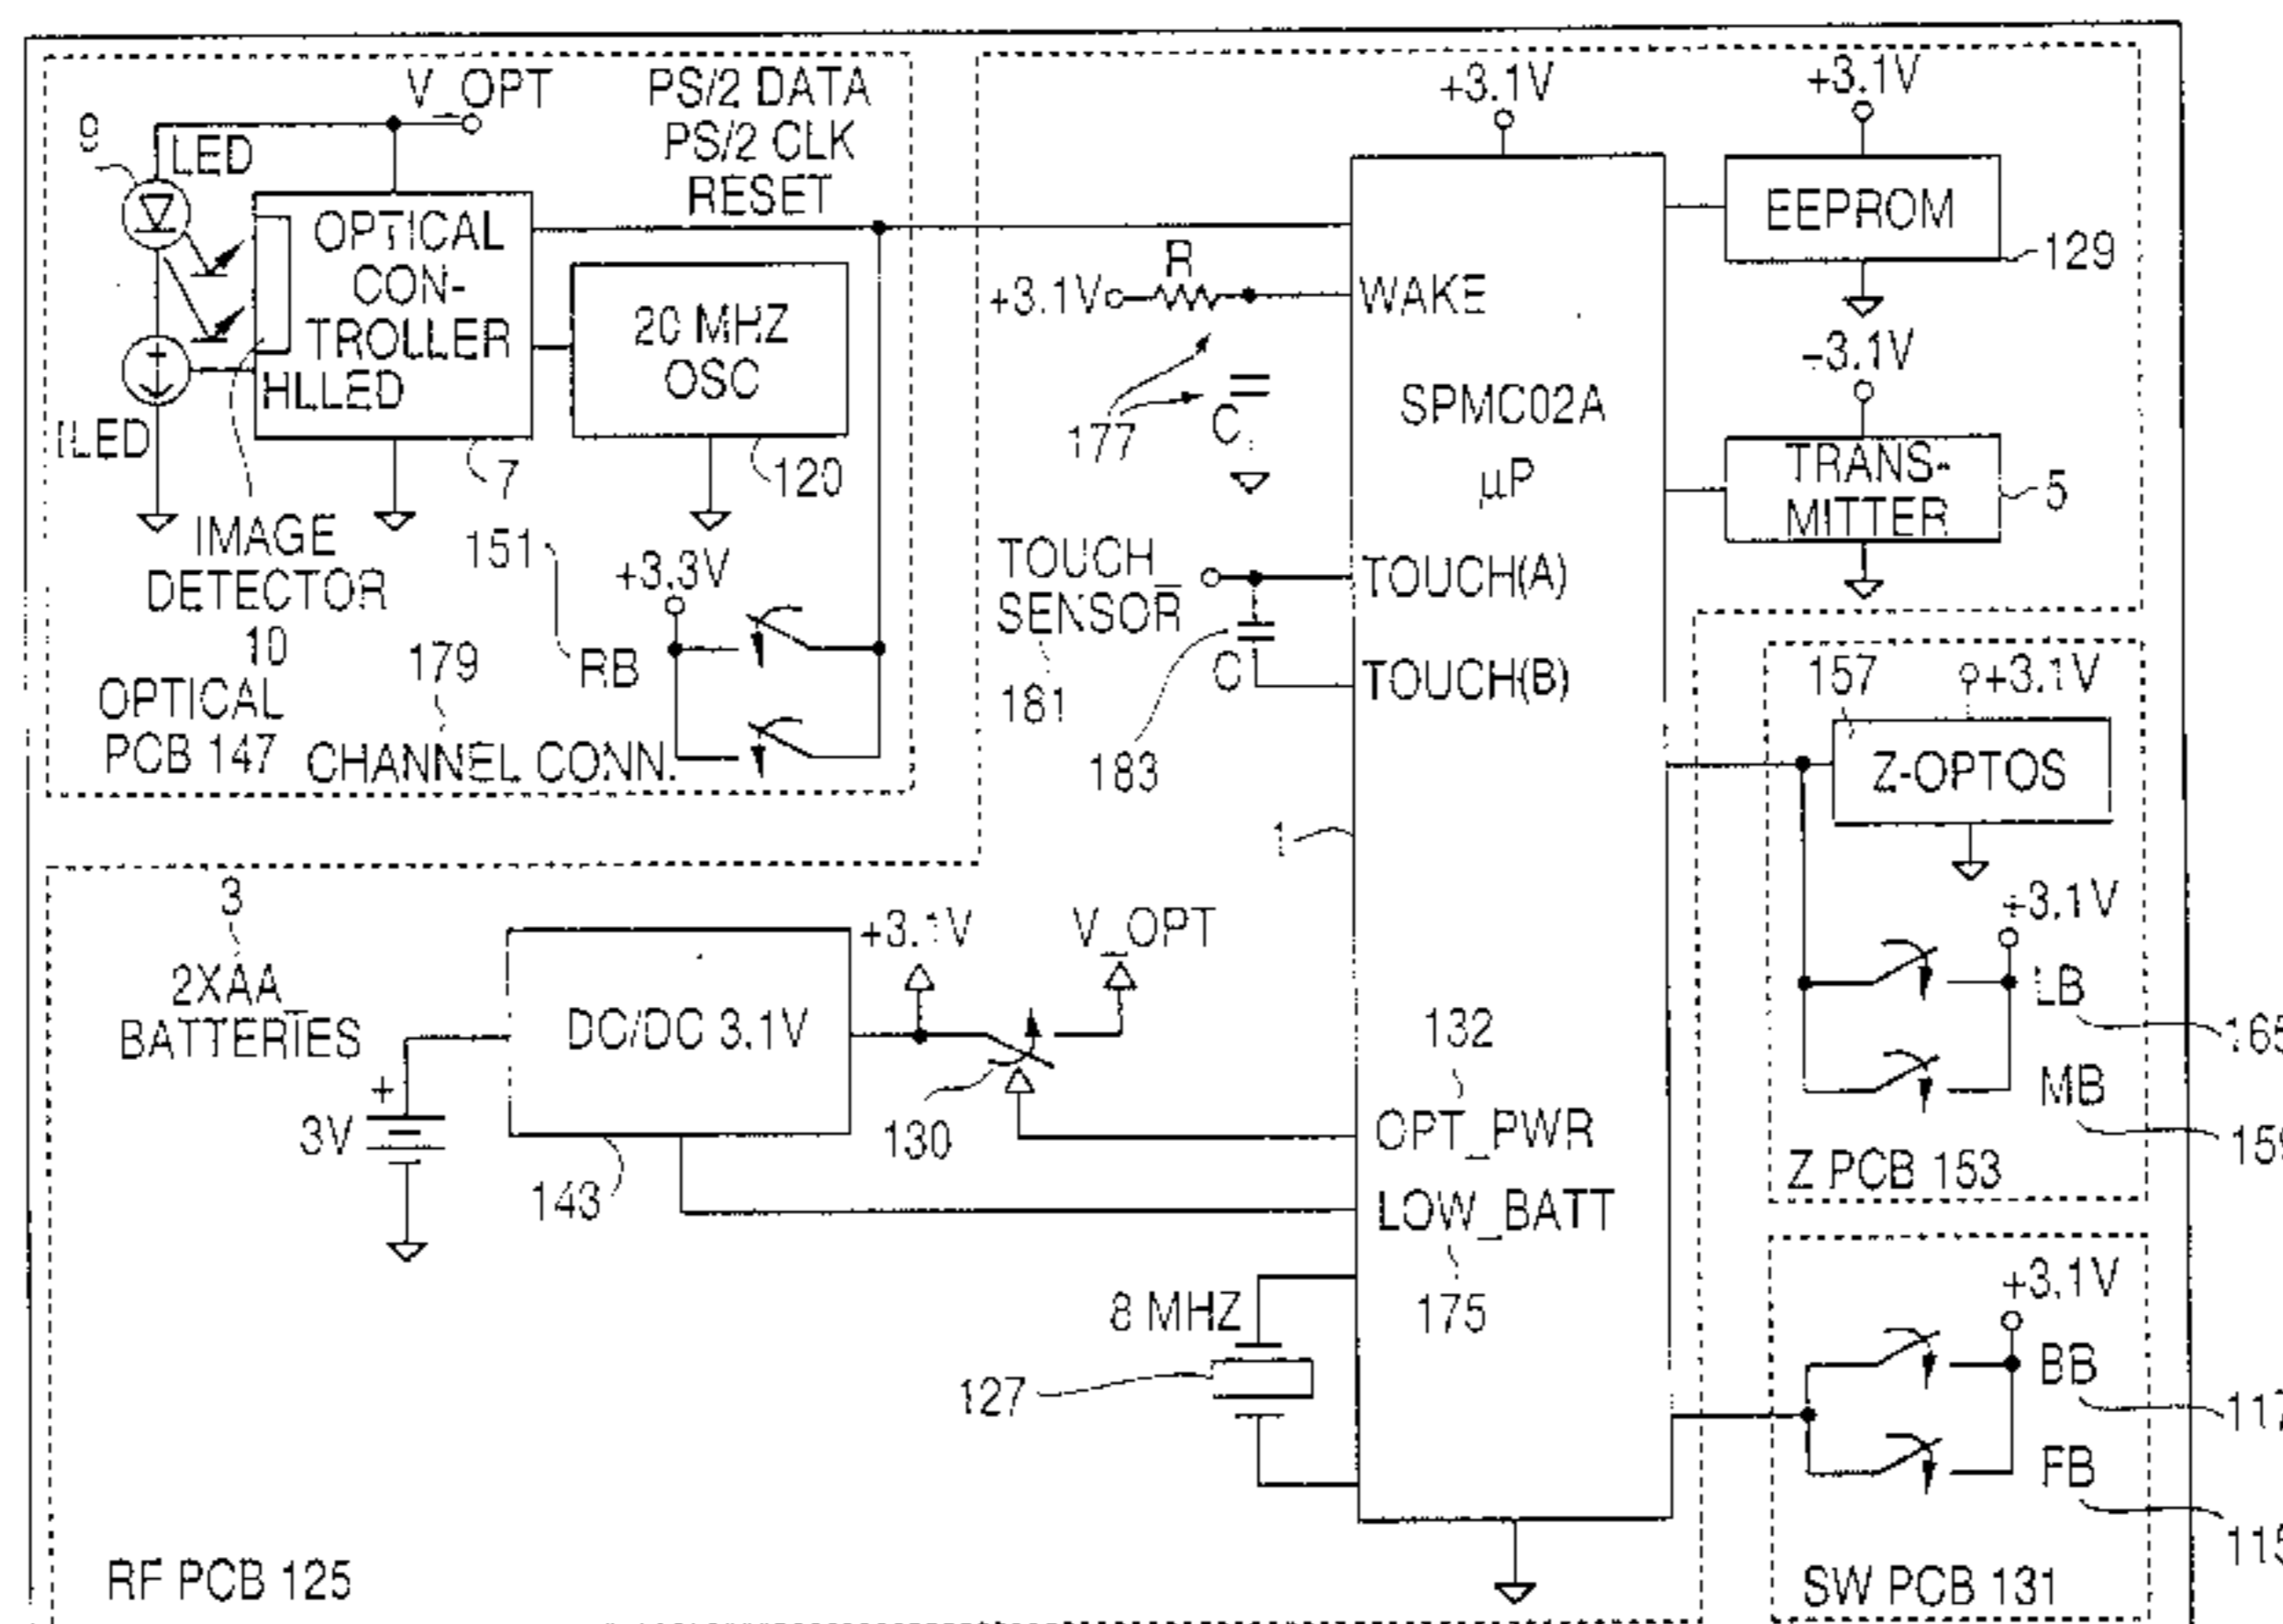 V_OPT
PS/2 DATA
PS/2 CLK
RESET
9
LED
OPTICAL
CON-
TROLLER
HLLED
ILED
7
20 MHZ
OSC
120
IMAGE
DETECTOR
10
151
+3.3V
RB
179
CHANNEL CONN.
OPTICAL
PCB 147
+3.1V
+3.1V
EEPROM
129
R
+3.1V
WAKE
SPMC02A
µP
177
C
-3.1V
TRANS-
MITTER
5
TOUCH
SENSOR
181
TOUCH(A)
C
TOUCH(B)
183
1
157
+3.1V
Z-OPTOS
+3.1V
LB
165
MB
159
Z PCB 153
3
2XAA
BATTERIES
+
3V
DC/DC 3.1V
143
+3.1V
V_OPT
130
132
OPT_PWR
LOW_BATT
175
8 MHZ
127
+3.1V
BB
117
FB
115
SW PCB 131
RF PCB 125